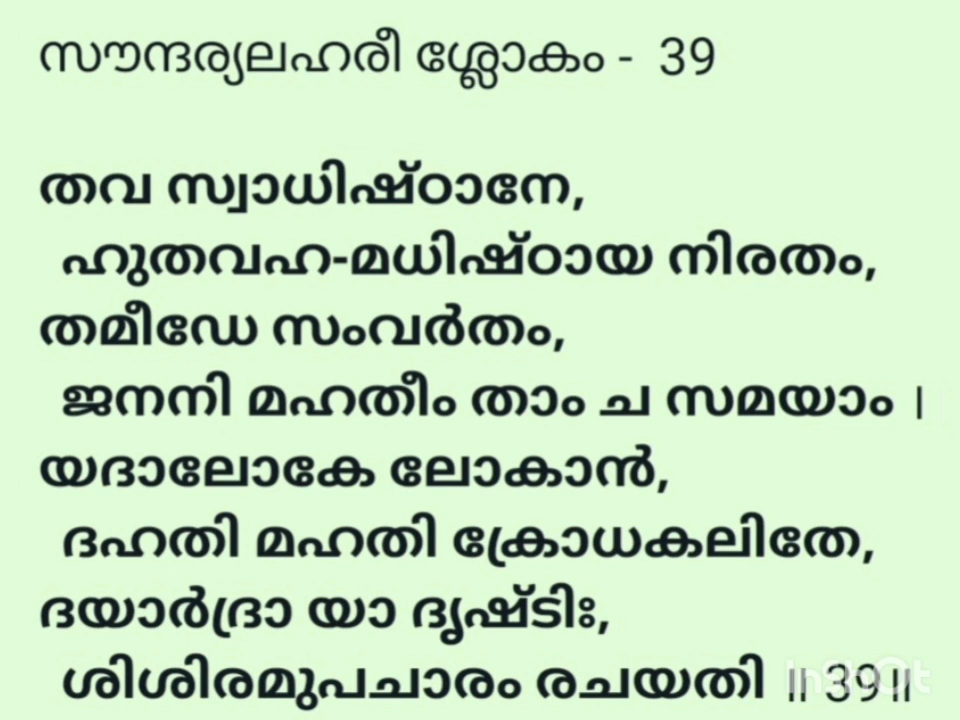 സൗന്ദര്യലഹരീ ശ്ലോകം - 39
തവ സ്വാധിഷ്ഠാനേ,
ഹുതവഹ-മധിഷ്ഠായ നിരതം,
തമീഡേ സംവർതം,
ജനനി മഹതീം താം ച സമയാം ।
യദാലോകേ ലോകാൻ,
ദഹതി മഹതി ക്രോധകലിതേ,
ദയാർദ്രാ യാ ദൃഷ്ടിഃ,
ശിശിരമുപചാരം രചയതി ॥ 39 ॥
InShOt